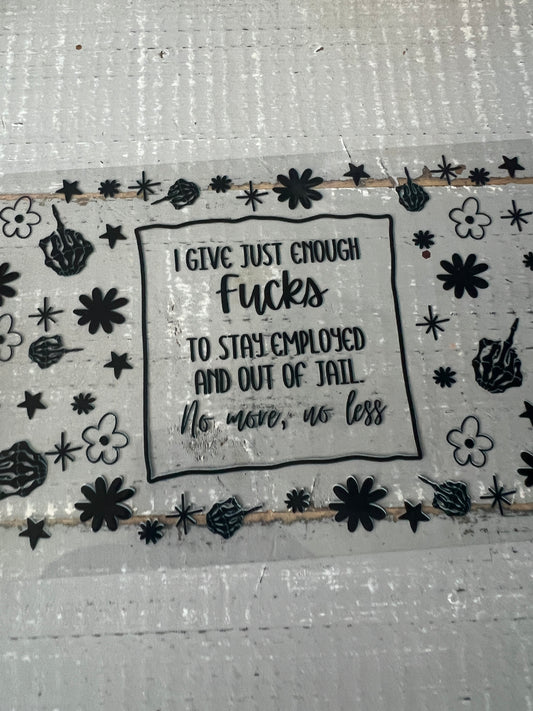 I GIVE JUST ENOUGH
Fucks
TO STAY EMPLOYED
AND OUT OF JAIL.
No more, no less